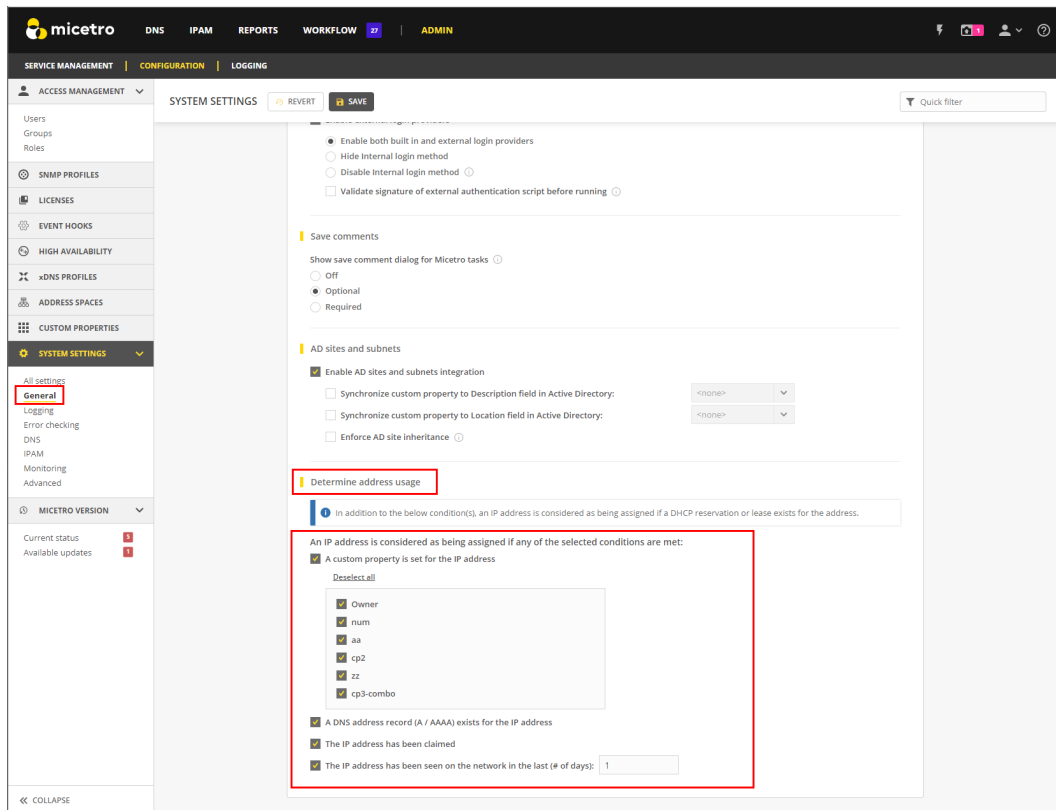 micetro
DNS IPAM REPORTS WORKFLOW 27 | ADMIN
1
SERVICE MANAGEMENT | CONFIGURATION | LOGGING
ACCESS MANAGEMENT
Users
Groups
Roles
SNMP PROFILES
LICENSES
EVENT HOOKS
HIGH AVAILABILITY
xDNS PROFILES
ADDRESS SPACES
CUSTOM PROPERTIES
SYSTEM SETTINGS
All settings
General
Logging
Error checking
DNS
IPAM
Monitoring
Advanced
MICETRO VERSION
Current status 5
Available updates 1
COLLAPSE
SYSTEM SETTINGS REVERT SAVE Quick filter
Enable external login providers
Enable both built in and external login providers
Hide Internal login method
Disable Internal login method
Validate signature of external authentication script before running
Save comments
Show save comment dialog for Micetro tasks
Off
Optional
Required
AD sites and subnets
Enable AD sites and subnets integration
Synchronize custom property to Description field in Active Directory: <none>
Synchronize custom property to Location field in Active Directory: <none>
Enforce AD site inheritance
Determine address usage
In addition to the below condition(s), an IP address is considered as being assigned if a DHCP reservation or lease exists for the address.
An IP address is considered as being assigned if any of the selected conditions are met:
A custom property is set for the IP address
Deselect all
Owner
num
aa
cp2
zz
cp3-combo
A DNS address record (A / AAAA) exists for the IP address
The IP address has been claimed
The IP address has been seen on the network in the last (# of days): 1